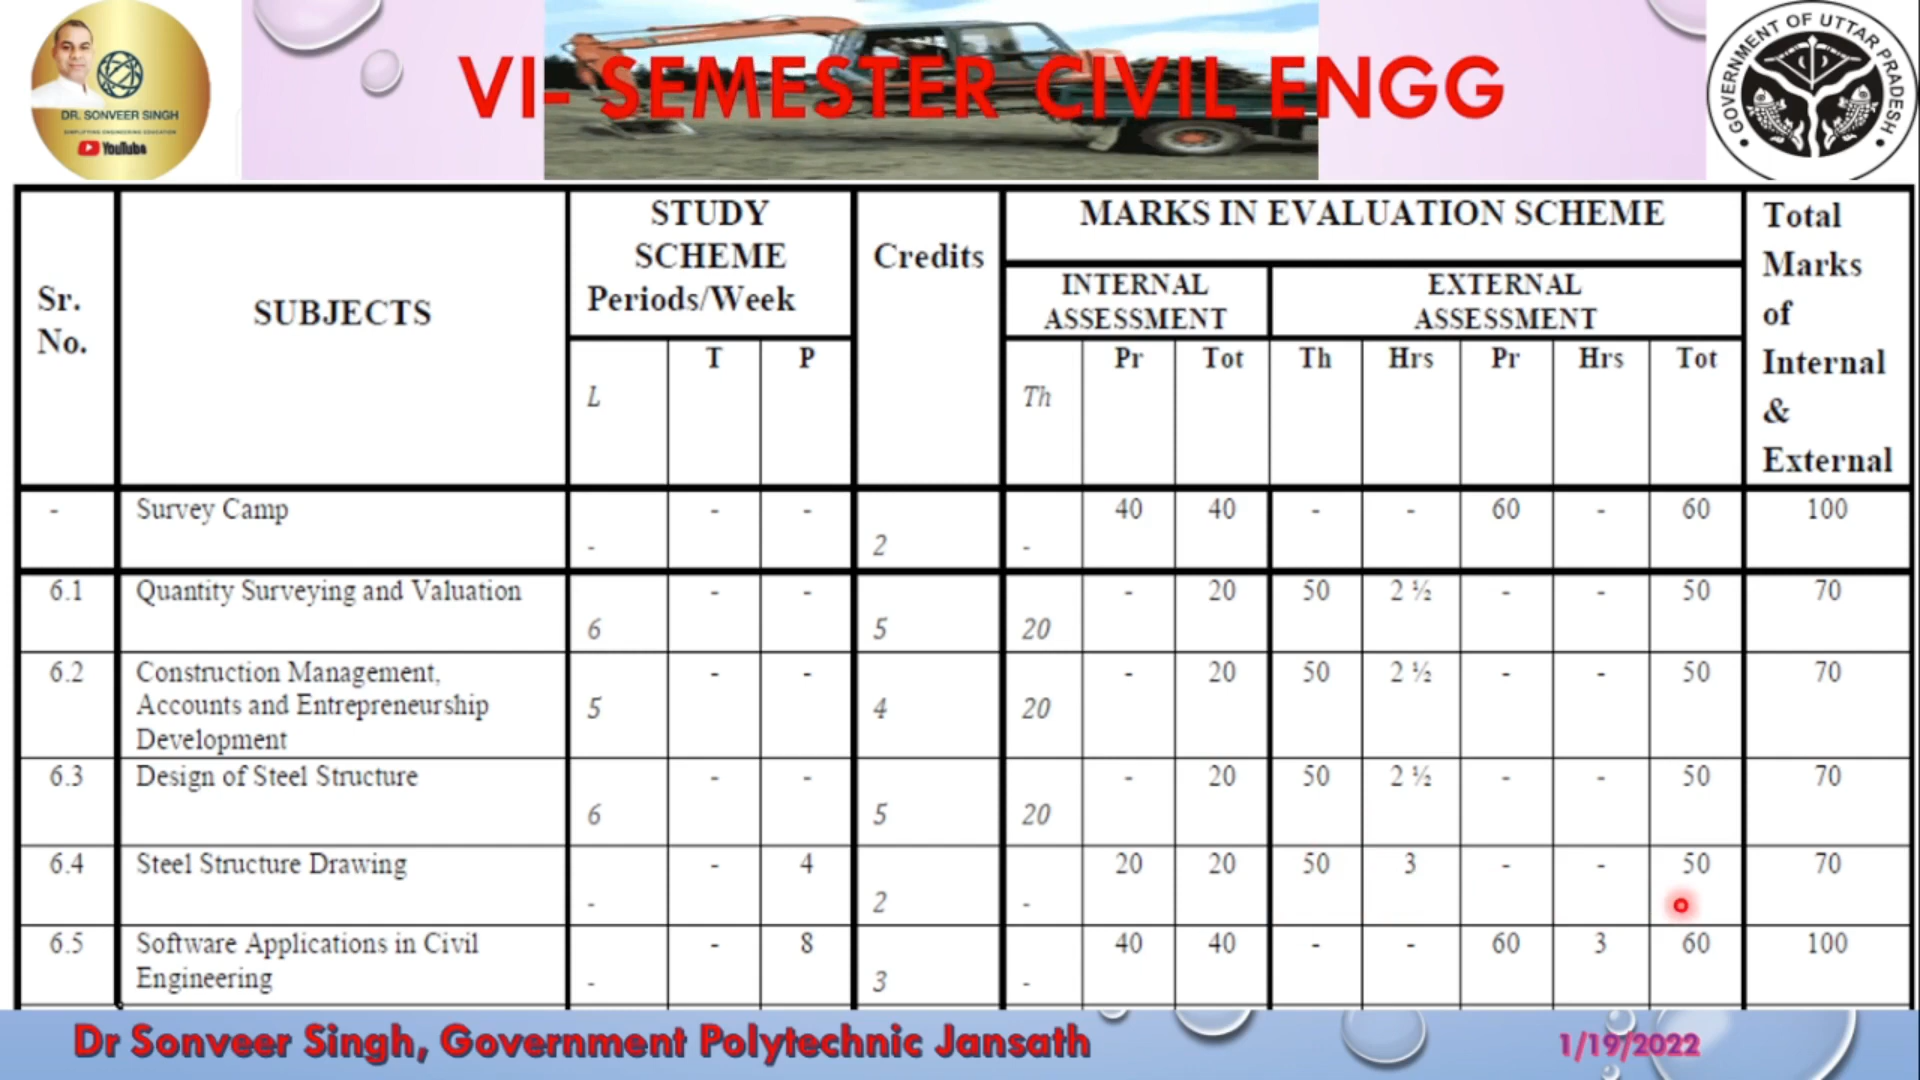 DR. SONVEER SINGH
SIMPLIFYING ENGINEERING EDUCATION
YouTube
VI- SEMESTER CIVIL ENGG
GOVERNMENT OF UTTAR PRADESH
Sr. No. SUBJECTS STUDY SCHEME Periods/Week Credits MARKS IN EVALUATION SCHEME Total Marks of Internal & External
INTERNAL ASSESSMENT EXTERNAL ASSESSMENT
L T P Th Pr Tot Th Hrs Pr Hrs Tot
- Survey Camp - - - 2 - 40 40 - - 60 - 60 100
6.1 Quantity Surveying and Valuation 6 - - 5 20 - 20 50 2 ½ - - 50 70
6.2 Construction Management, Accounts and Entrepreneurship Development 5 - - 4 20 - 20 50 2 ½ - - 50 70
6.3 Design of Steel Structure 6 - - 5 20 - 20 50 2 ½ - - 50 70
6.4 Steel Structure Drawing - - 4 2 - 20 20 50 3 - - 50 70
6.5 Software Applications in Civil Engineering - - 8 3 - 40 40 - - 60 3 60 100
Dr Sonveer Singh, Government Polytechnic Jansath
1/19/2022